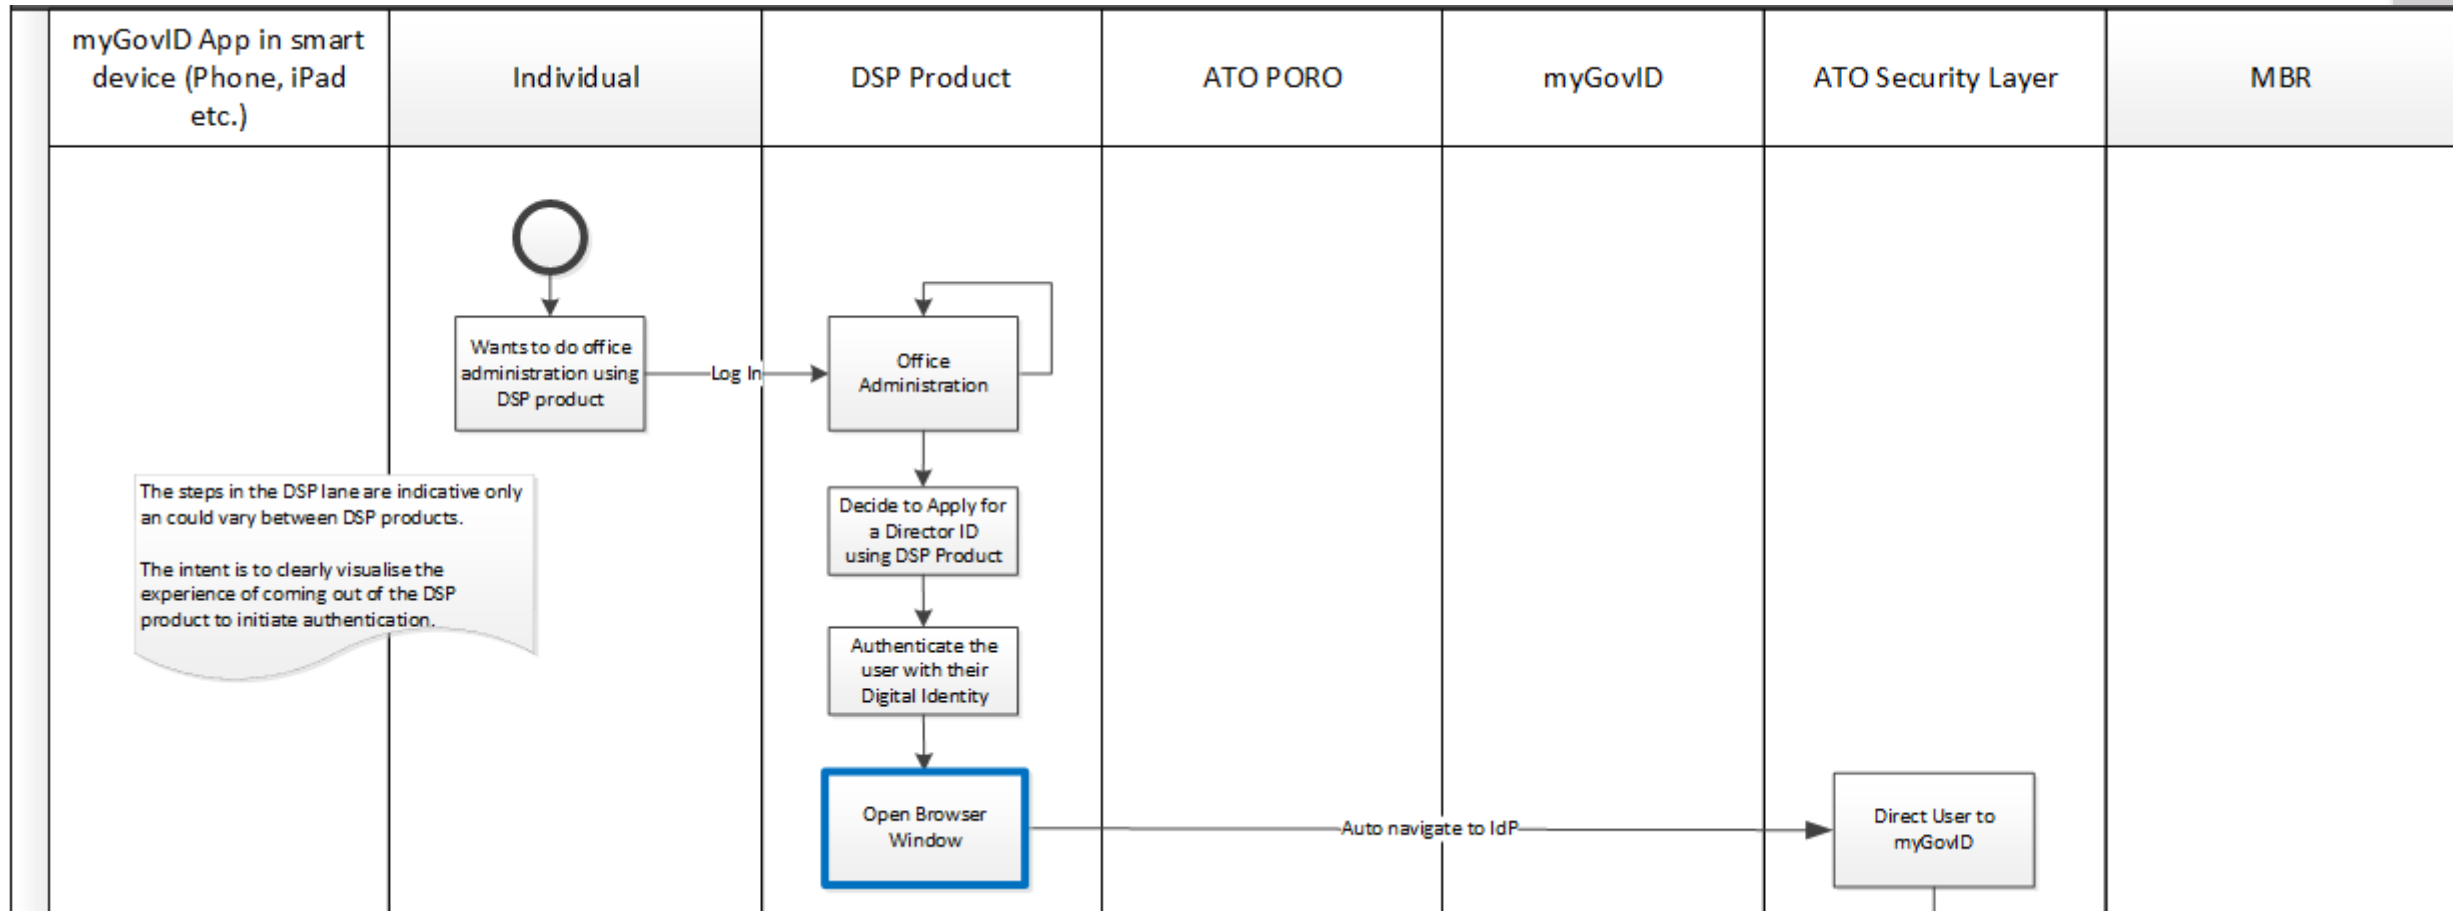 myGovID App in smart
device (Phone, iPad
etc.)
Individual
DSP Product
ATO PORO
myGovID
ATO Security Layer
MBR
Wants to do office
administration using
DSP product
Log In
Office
Administration
The steps in the DSP lane are indicative only
an could vary between DSP products.
The intent is to clearly visualise the
experience of coming out of the DSP
product to initiate authentication.
Decide to Apply for
a Director ID
using DSP Product
Authenticate the
user with their
Digital Identity
Open Browser
Window
Auto navigate to IdP
Direct User to
myGovID